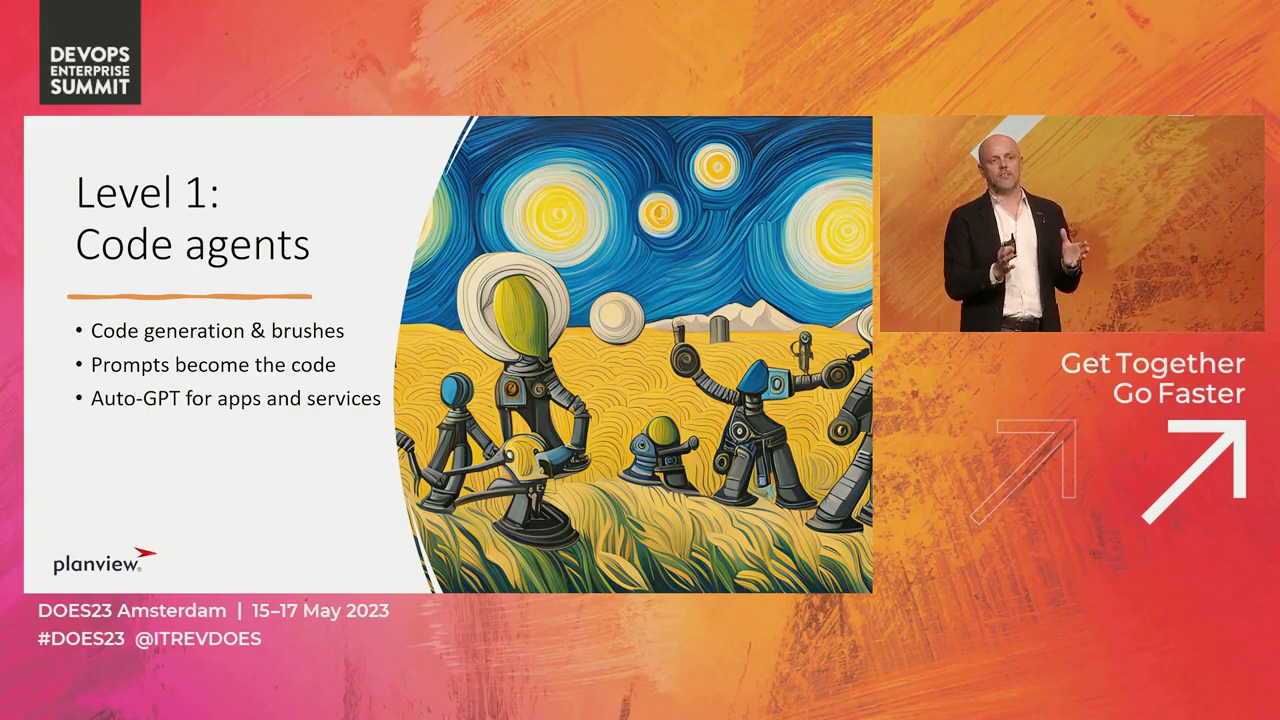 DEVOPS
ENTERPRISE
SUMMIT
Level 1:
Code agents
• Code generation & brushes
• Prompts become the code
• Auto-GPT for apps and services
planview®
Get Together
Go Faster
DOES23 Amsterdam | 15–17 May 2023
#DOES23 @ITREVDOES